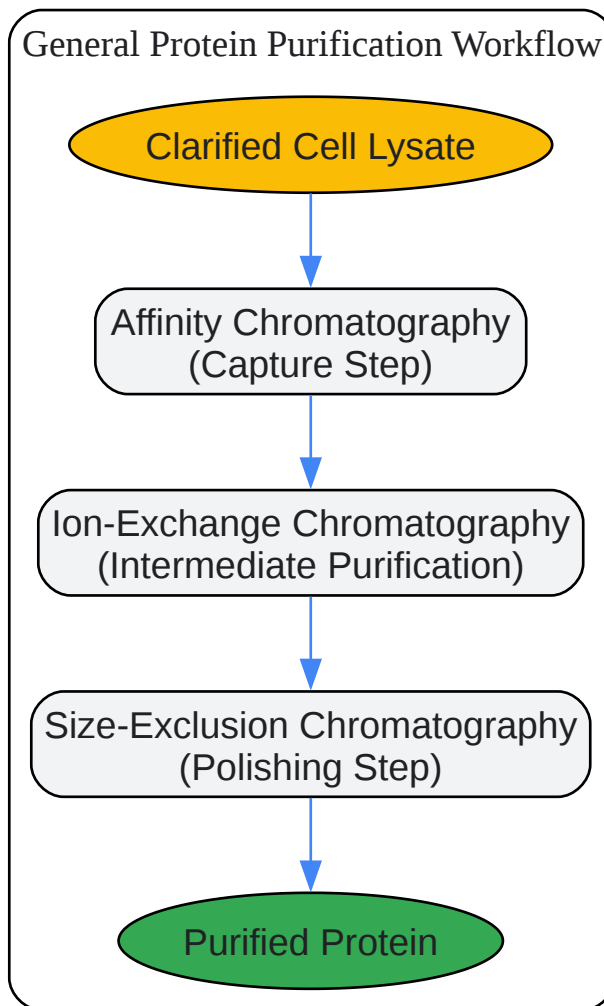 General Protein Purification Workflow
Clarified Cell Lysate
Affinity Chromatography
(Capture Step)
Ion-Exchange Chromatography
(Intermediate Purification)
Size-Exclusion Chromatography
(Polishing Step)
Purified Protein